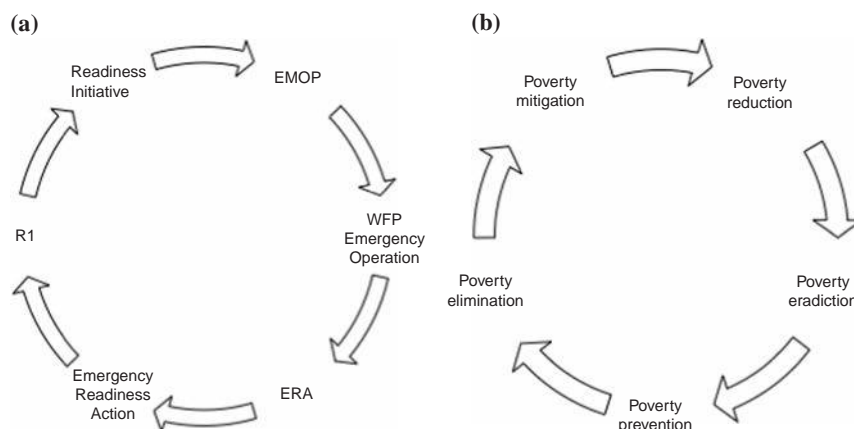 (a)
Readiness
Initiative
EMOP
WFP
Emergency
Operation
ERA
Emergency
Readiness
Action
R1
(b)
Poverty
mitigation
Poverty
reduction
Poverty
eradiction
Poverty
prevention
Poverty
elimination